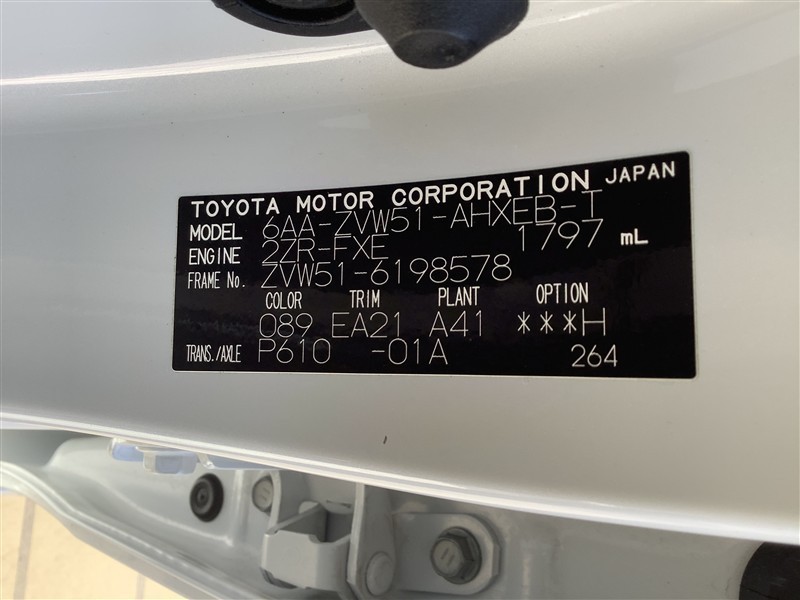 TOYOTA MOTOR CORPORATION JAPAN
MODEL 6AA-ZVW51-AHXEB-T
ENGINE 2ZR-FXE 1797 mL
FRAME No. ZVW51-6198578
COLOR TRIM PLANT OPTION
089 EA21 A41 ***H
TRANS./AXLE P610 -01A 264